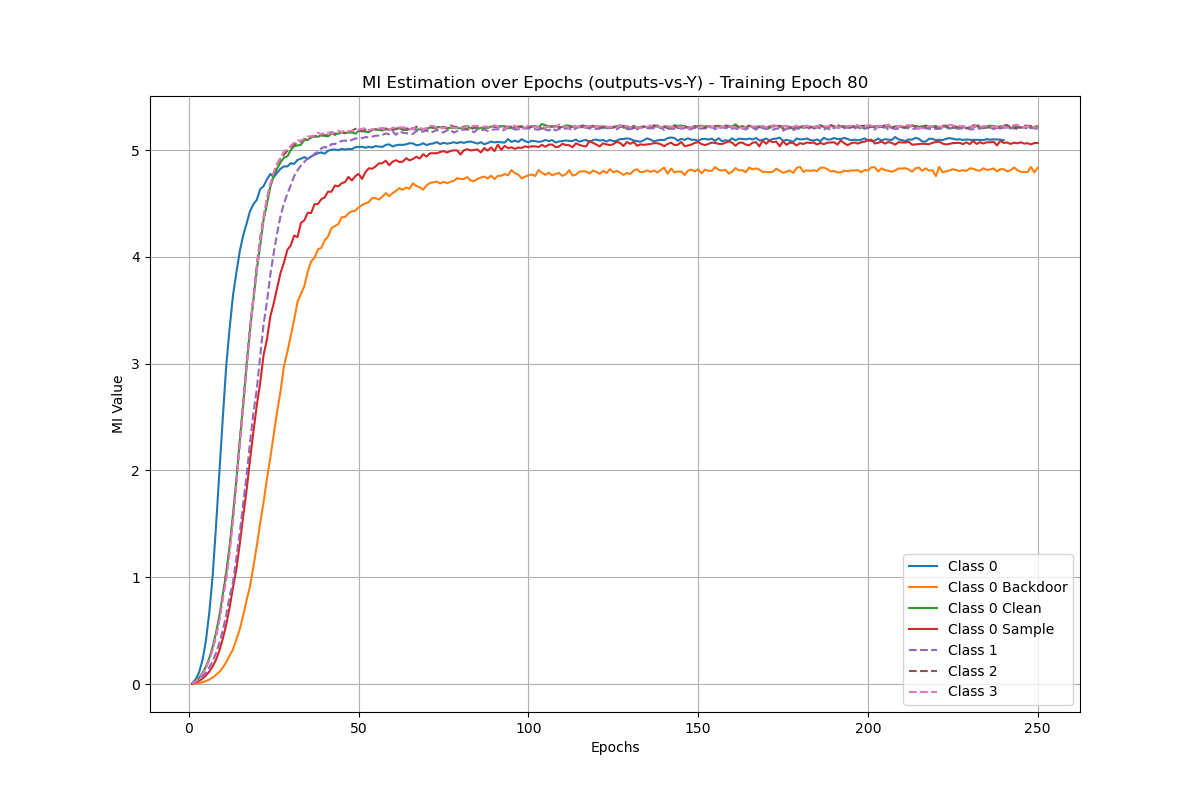 MI Estimation over Epochs (outputs-vs-Y) - Training Epoch 80
MI Value
5
4
3
2
1
0
0 50 100 150 200 250
Epochs
Class 0
Class 0 Backdoor
Class 0 Clean
Class 0 Sample
Class 1
Class 2
Class 3